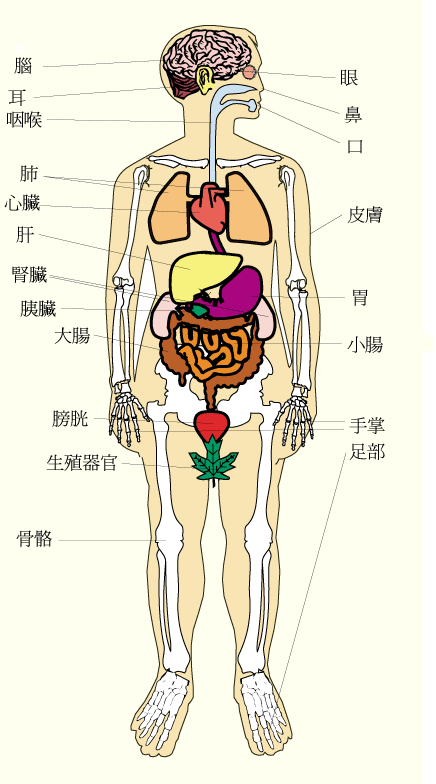 腦
耳
咽喉
肺
心臟
肝
腎臟
胰臟
大腸
膀胱
生殖器官
骨骼
眼
鼻
口
皮膚
胃
小腸
手掌
足部